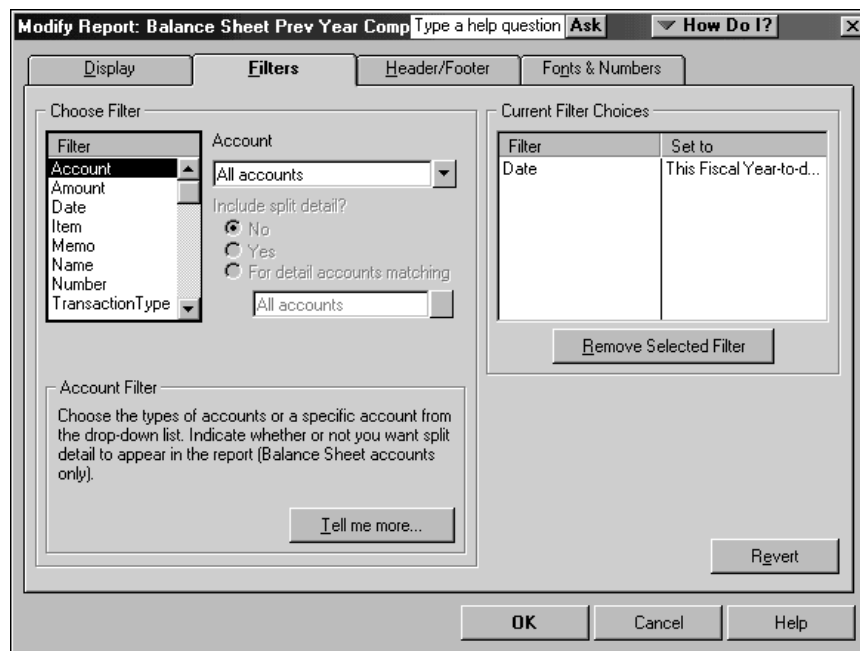 Modify Report: Balance Sheet Prev Year Comp Type a help question Ask How Do I?
Display Filters Header/Footer Fonts & Numbers
Choose Filter
Filter
Account
Amount
Date
Item
Memo
Name
Number
TransactionType
Account
All accounts
Include split detail?
No
Yes
For detail accounts matching
All accounts
Account Filter
Choose the types of accounts or a specific account from
the drop-down list. Indicate whether or not you want split
detail to appear in the report (Balance Sheet accounts
only).
Tell me more...
Current Filter Choices
Filter Set to
Date This Fiscal Year-to-d...
Remove Selected Filter
Revert
OK Cancel Help